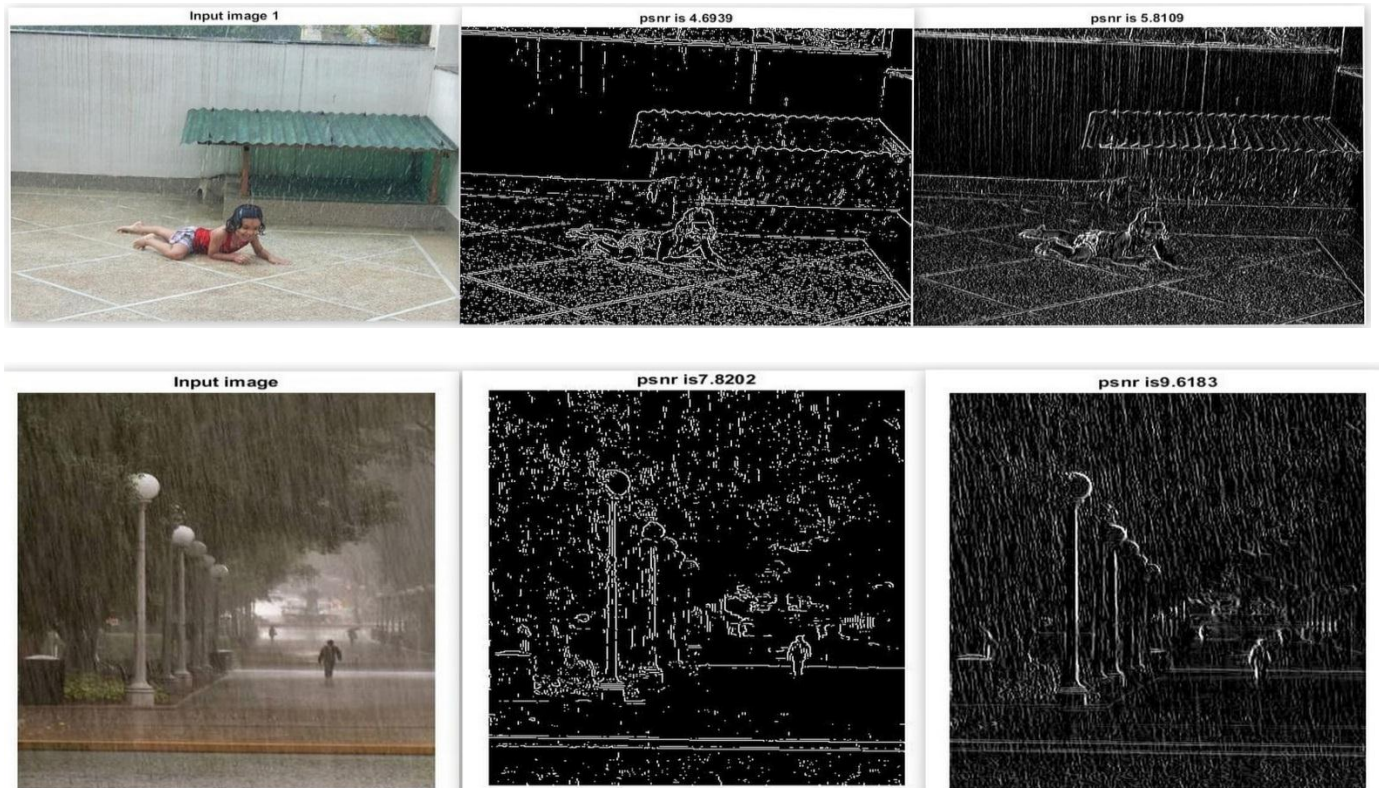 Input image 1
psnr is 4.6939
psnr is 5.8109
Input image
psnr is7.8202
psnr is9.6183